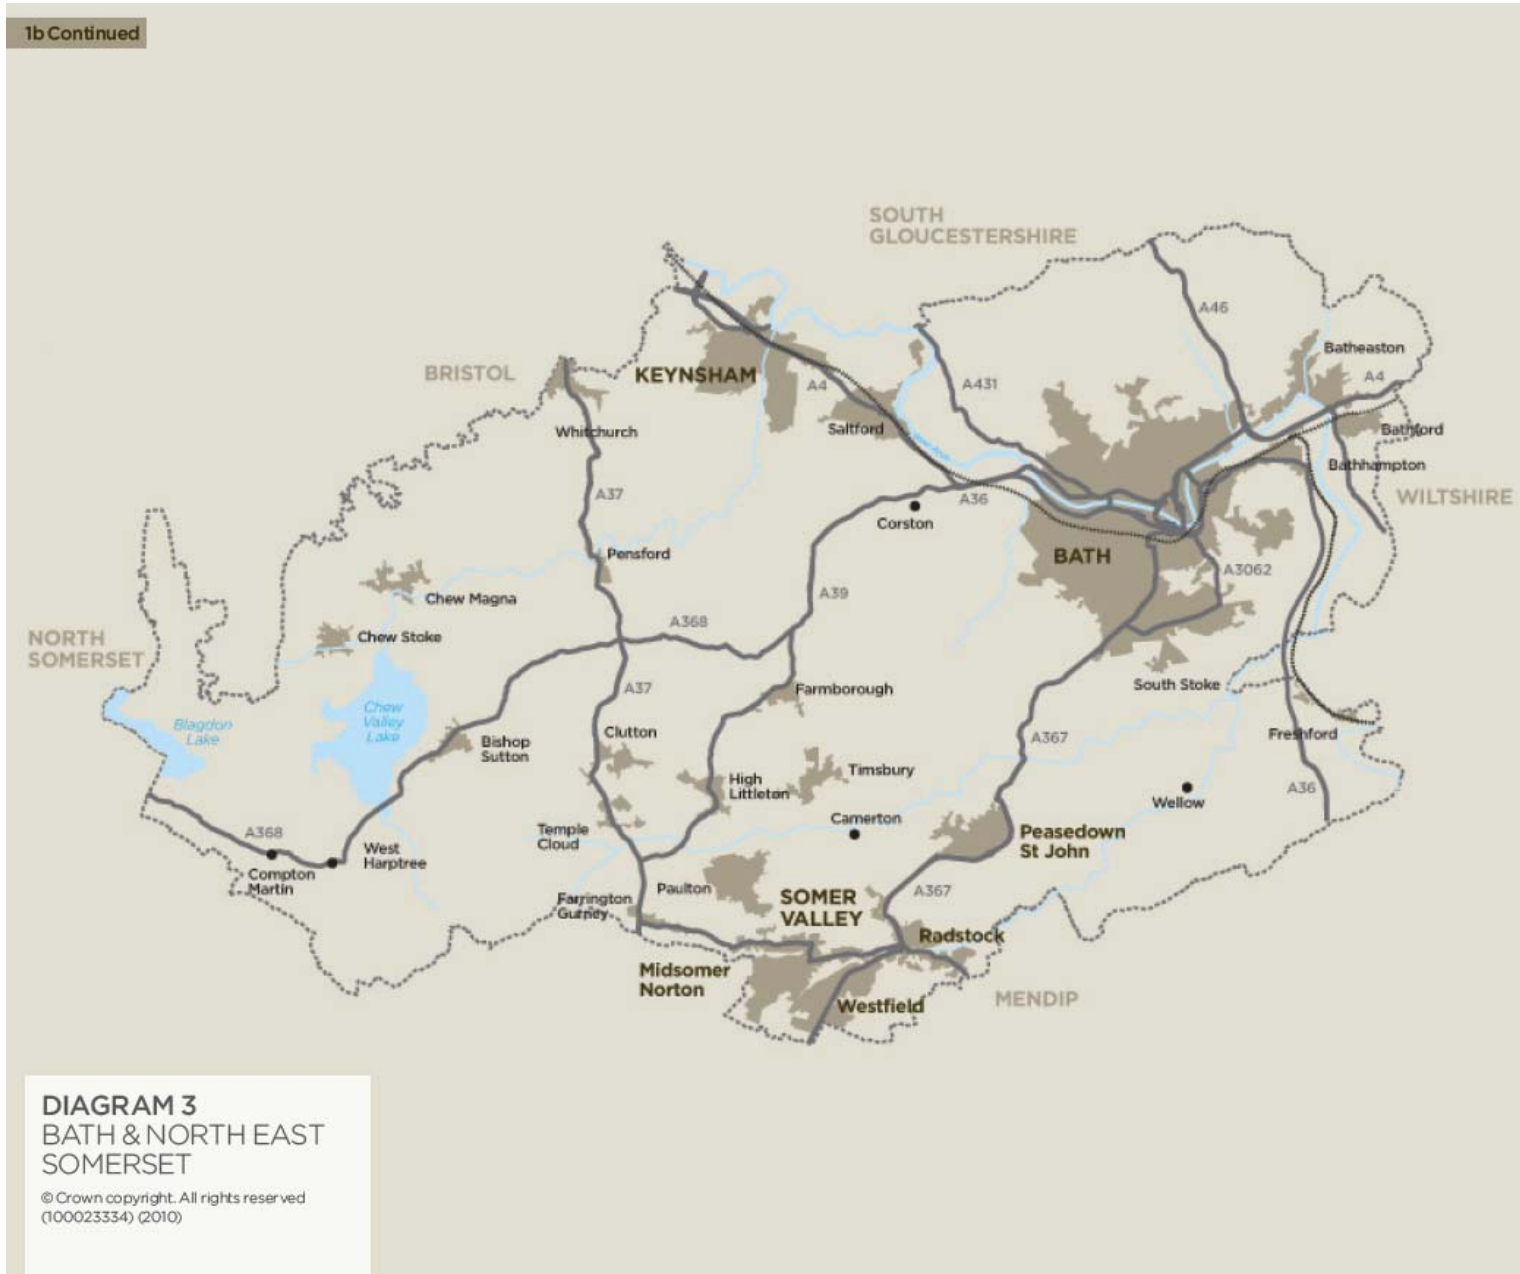 1b Continued
SOUTH
GLOUCESTERSHIRE
A46
Batheaston
BRISTOL
KEYNSHAM
A4
A431
A4
Whitchurch
Saltford
Bathford
Bathhampton
A37
A36
WILTSHIRE
Corston
Pensford
BATH
A3062
Chew Magna
A39
A368
NORTH
SOMERSET
Chew Stoke
A37
Farmborough
South Stoke
Blagdon
Lake
Chew
Valley
Lake
Clutton
A367
Freshford
Bishop
Sutton
High
Littleton
Timsbury
A36
Wellow
A368
Temple
Cloud
Camerton
Peasedown
St John
West
Harptree
Compton
Martin
Paulton
A367
Farrington
Gurney
SOMER
VALLEY
Radstock
Midsomer
Norton
Westfield
MENDIP
DIAGRAM 3
BATH & NORTH EAST
SOMERSET
© Crown copyright. All rights reserved
(100023334) (2010)